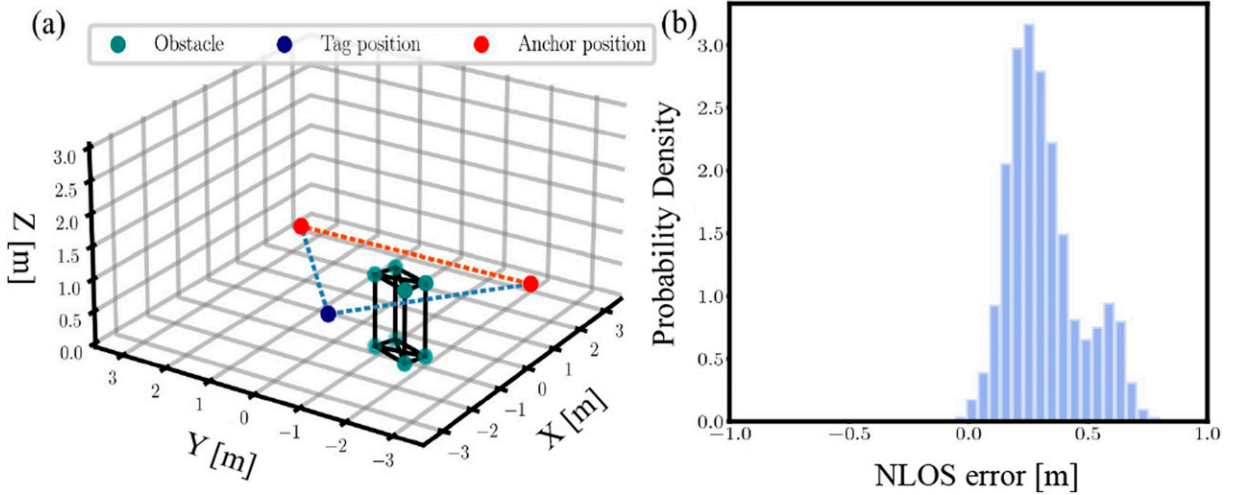 (a)
Obstacle Tag position Anchor position
3.0
2.5
2.0
1.5
1.0
0.5
0.0
Z [m]
3 2 1 0 −1 −2 −3
Y [m]
−3 −2 −1 0 1 2 3
X [m]
(b)
3.0
2.5
2.0
1.5
1.0
0.5
0.0
Probability Density
−1.0 −0.5 0.0 0.5 1.0
NLOS error [m]